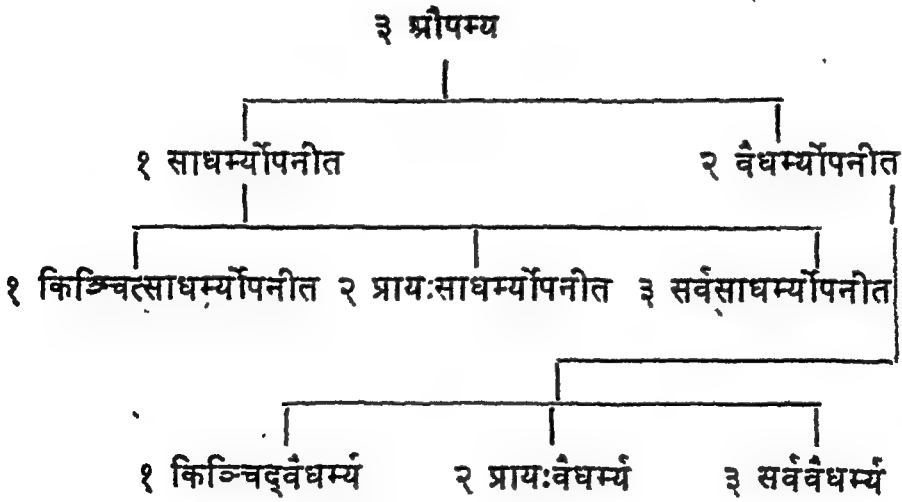 ३ औपम्य
१ साधर्म्योपनीत २ वैधर्म्योपनीत
१ किञ्चित्साधर्म्योपनीत २ प्रायःसाधर्म्योपनीत ३ सर्वसाधर्म्योपनीत
१ किञ्चिद्वैधर्म्य २ प्रायःवैधर्म्य ३ सर्ववैधर्म्य